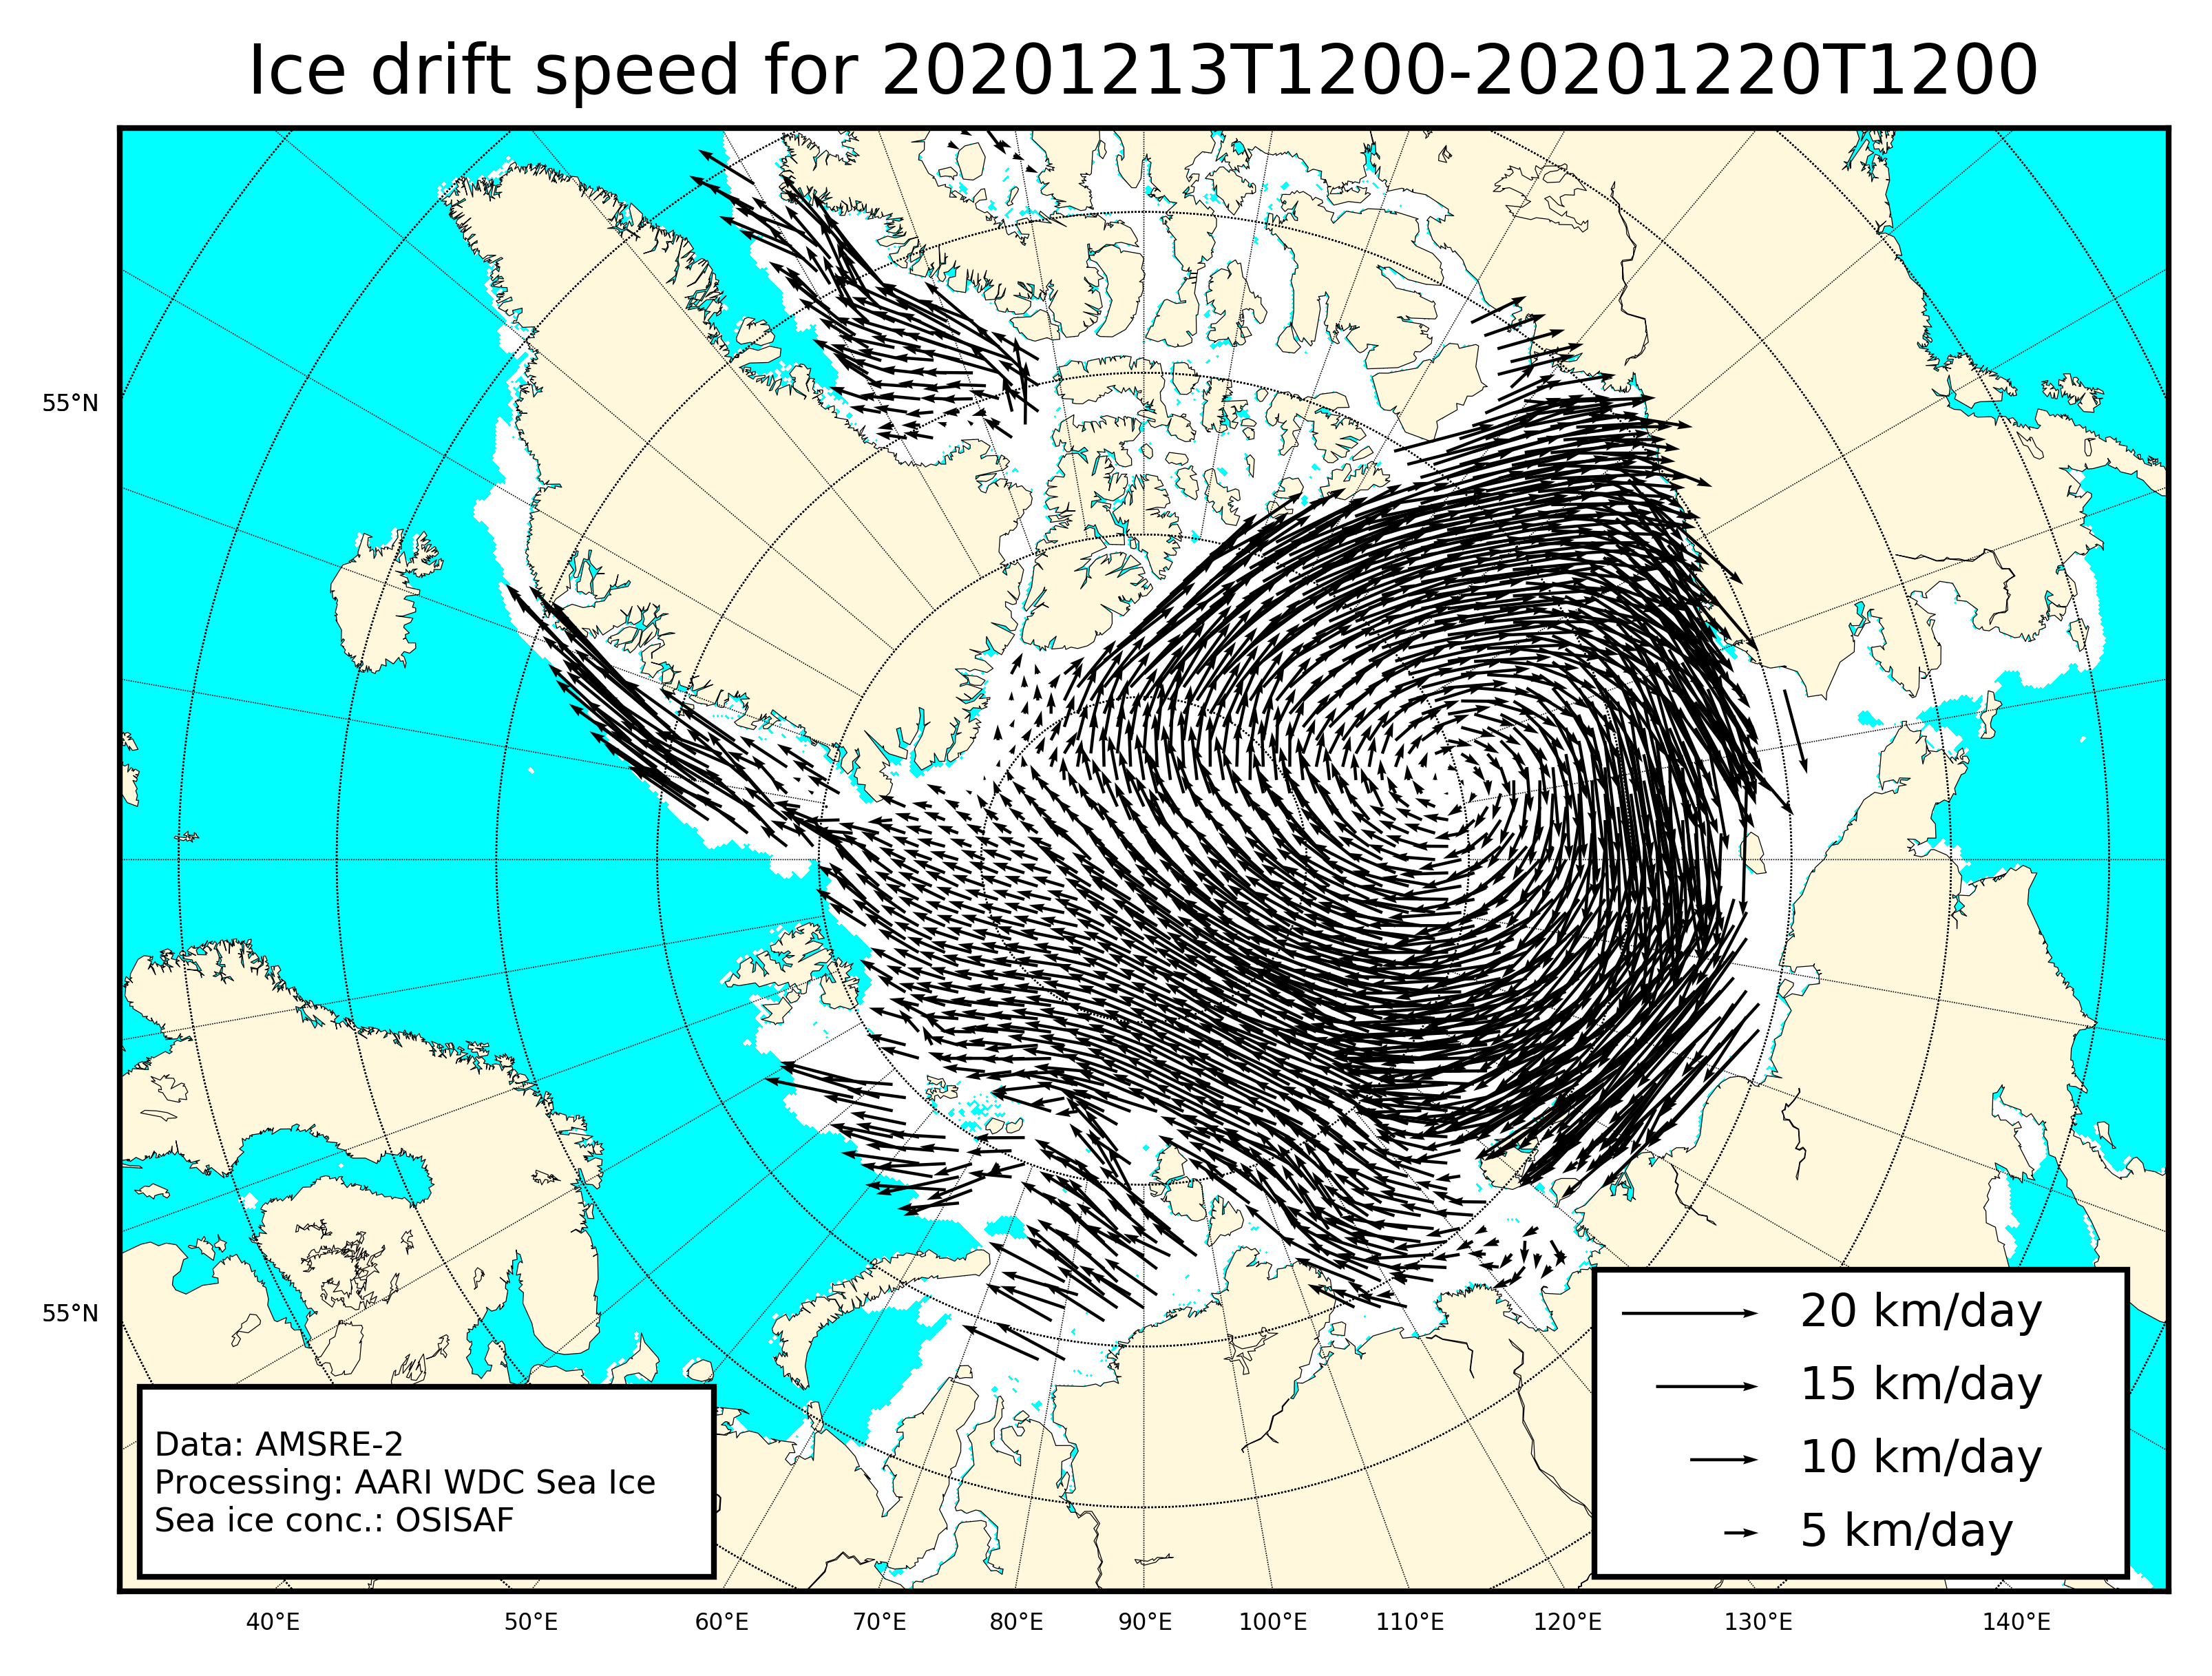 Ice drift speed for 20201213T1200-20201220T1200
55°N
55°N
20 km/day
15 km/day
10 km/day
5 km/day
Data: AMSRE-2
Processing: AARI WDC Sea Ice
Sea ice conc.: OSISAF
40°E 50°E 60°E 70°E 80°E 90°E 100°E 110°E 120°E 130°E 140°E